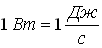 1 Вт = 1 Дж/с